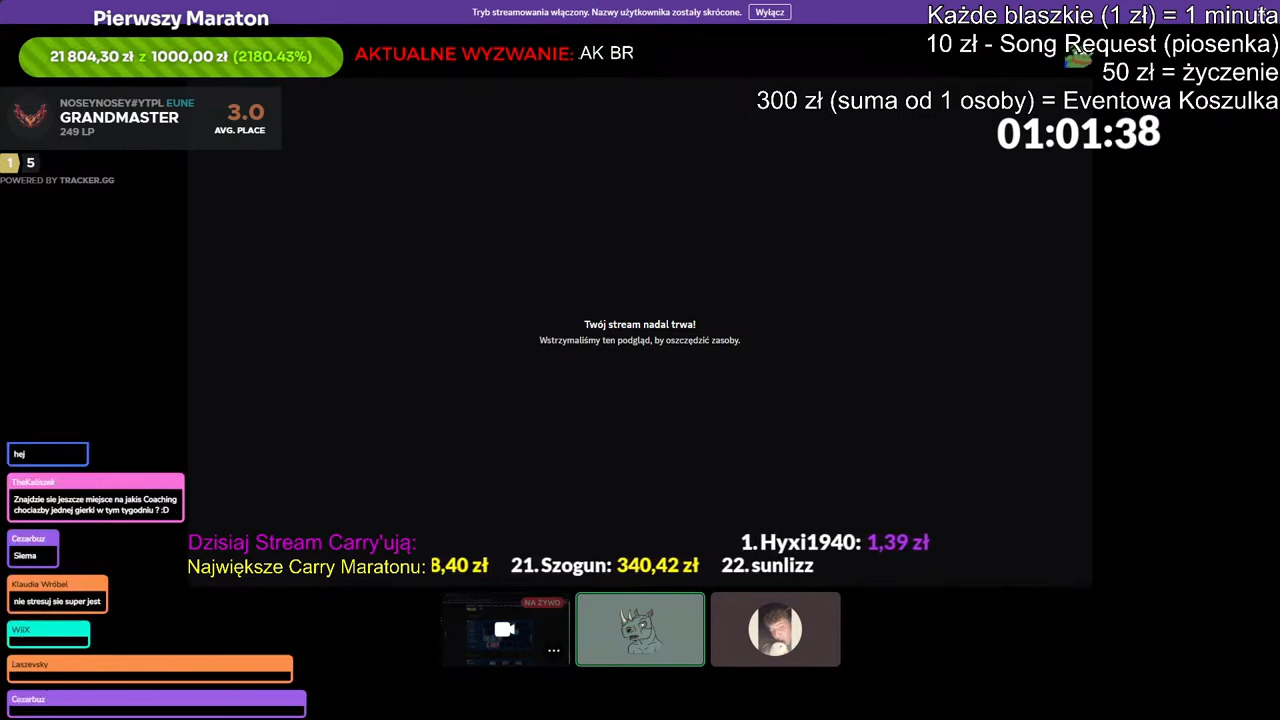 Pierwszy Maraton
Tryb streamowania włączony. Nazwy użytkownika zostały skrócone.
Wyłącz
21 804,30 zł z 1000,00 zł (2180.43%)
AKTUALNE WYZWANIE: AK BR
Każde blaszkie (1 zł) = 1 minuta
10 zł - Song Request (piosenka)
50 zł = życzenie
300 zł (suma od 1 osoby) = Eventowa Koszulka
01:01:38
NOSEYNOSEY#YTPL EUNE
GRANDMASTER
249 LP
3.0
AVG. PLACE
1 5
POWERED BY TRACKER.GG
Twój stream nadal trwa!
Wstrzymaliśmy ten podgląd, by oszczędzić zasoby.
hej
TheKaliszek
Znajdzie sie jeszcze miejsce na jakis Coaching
chociazby jednej gierki w tym tygodniu ? :D
Cezarbuz
Siema
Klaudia Wróbel
nie stresuj sie super jest
WiiX
Laszevsky
Cezarbuz
Dzisiaj Stream Carry'ują:
1. Hyxi1940: 1,39 zł
Największe Carry Maratonu: 8,40 zł 21. Szogun: 340,42 zł 22. sunlizz
NA ŻYWO